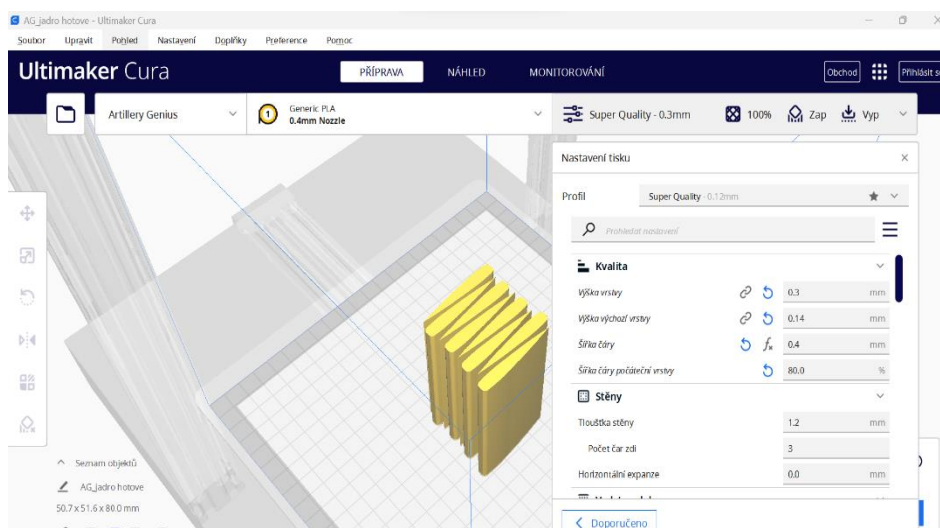 AG_jadro hotove - Ultimaker Cura
Soubor Upravit Pohled Nastavení Doplňky Preference Pomoc
Ultimaker Cura PŘÍPRAVA NÁHLED MONITOROVÁNÍ Obchod Přihlásit se
Artillery Genius
1
Generic PLA
0.4mm Nozzle
Super Quality - 0.3mm 100% Zap Vyp
Nastavení tisku
Profil Super Quality - 0.12mm
Prohledat nastavení
Kvalita
Výška vrstvy 0.3 mm
Výška výchozí vrstvy 0.14 mm
Šířka čáry 0.4 mm
Šířka čáry počáteční vrstvy 80.0 %
Stěny
Tloušťka stěny 1.2 mm
Počet čar zdi 3
Horizontální expanze 0.0 mm
Doporučeno
Seznam objektů
AG_jadro hotove
50.7 x 51.6 x 80.0 mm